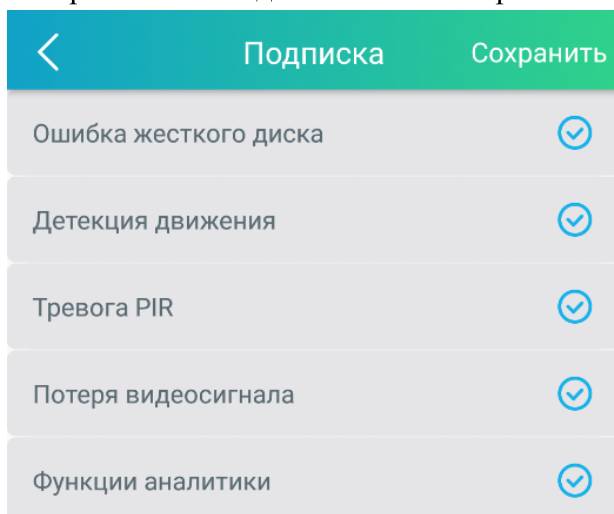 Подписка Сохранить
Ошибка жесткого диска
Детекция движения
Тревога PIR
Потеря видеосигнала
Функции аналитики